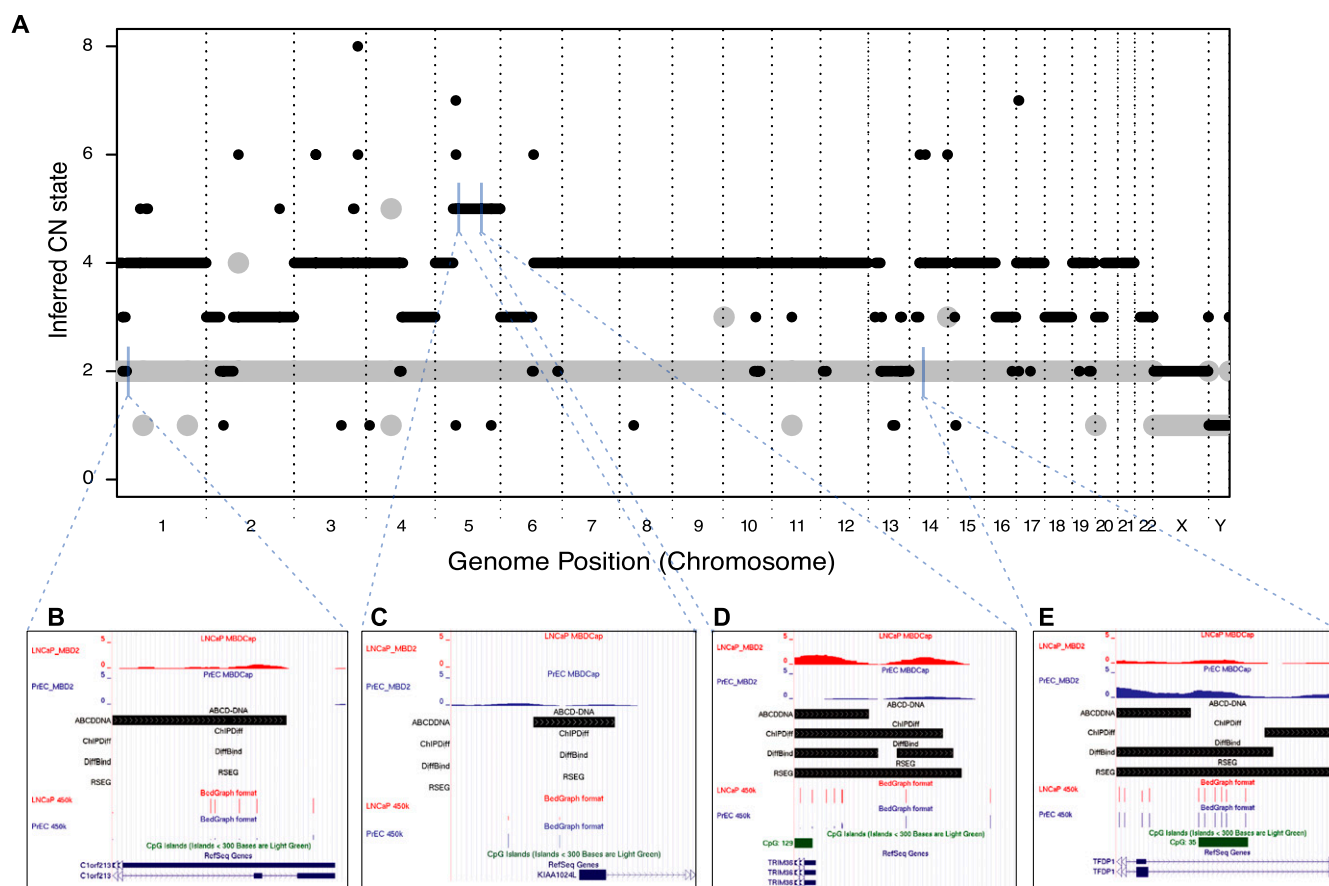 A
8
6
4
2
0
Inferred CN state
1 2 3 4 5 6 7 8 9 10 11 12 13 14 15 16 17 18 19 20 21 22 X Y
Genome Position (Chromosome)
B
LNCaP MBDCap
5
LNCaP_MBD2
0
PrEC MBDCap
5
PrEC_MBD2
0
ABCD-DNA
ABCDDNA
ChIPDiff
ChIPDiff
DiffBind
DiffBind
RSEG
RSEG
BedGraph format
LNCaP 450k
BedGraph format
PrEC 450k
CpG Islands (Islands < 300 Bases are Light Green)
RefSeq Genes
C1orf213
C1orf213
C
LNCaP MBDCap
5
LNCaP_MBD2
0
PrEC MBDCap
5
PrEC_MBD2
0
ABCD-DNA
ABCDDNA
ChIPDiff
ChIPDiff
DiffBind
DiffBind
RSEG
RSEG
BedGraph format
LNCaP 450k
BedGraph format
PrEC 450k
CpG Islands (Islands < 300 Bases are Light Green)
RefSeq Genes
KIAA1024L
D
LNCaP MBDCap
5
LNCaP_MBD2
0
PrEC MBDCap
5
PrEC_MBD2
0
ABCD-DNA
ABCDDNA
ChIPDiff
ChIPDiff
DiffBind
DiffBind
RSEG
RSEG
BedGraph format
LNCaP 450k
BedGraph format
PrEC 450k
CpG Islands (Islands < 300 Bases are Light Green)
CpG: 129
RefSeq Genes
TRIM36
TRIM36
TRIM36
E
LNCaP MBDCap
5
LNCaP_MBD2
0
PrEC MBDCap
5
PrEC_MBD2
0
ABCD-DNA
ABCDDNA
ChIPDiff
ChIPDiff
DiffBind
DiffBind
RSEG
RSEG
BedGraph format
LNCaP 450k
BedGraph format
PrEC 450k
CpG Islands (Islands < 300 Bases are Light Green)
CpG: 35
RefSeq Genes
TFDP1
TFDP1